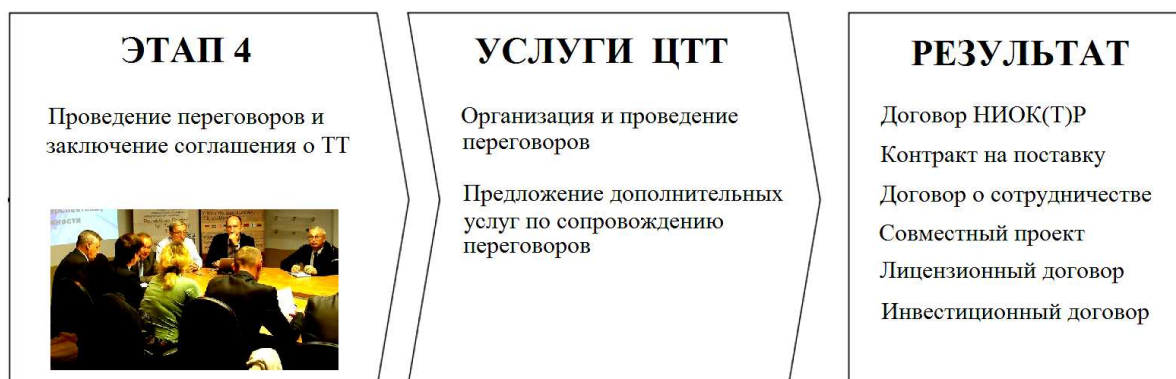 ЭТАП 4
Проведение переговоров и
заключение соглашения о ТТ
УСЛУГИ ЦТТ
Организация и проведение
переговоров
Предложение дополнительных
услуг по сопровождению
переговоров
РЕЗУЛЬТАТ
Договор НИОК(Т)Р
Контракт на поставку
Договор о сотрудничестве
Совместный проект
Лицензионный договор
Инвестиционный договор